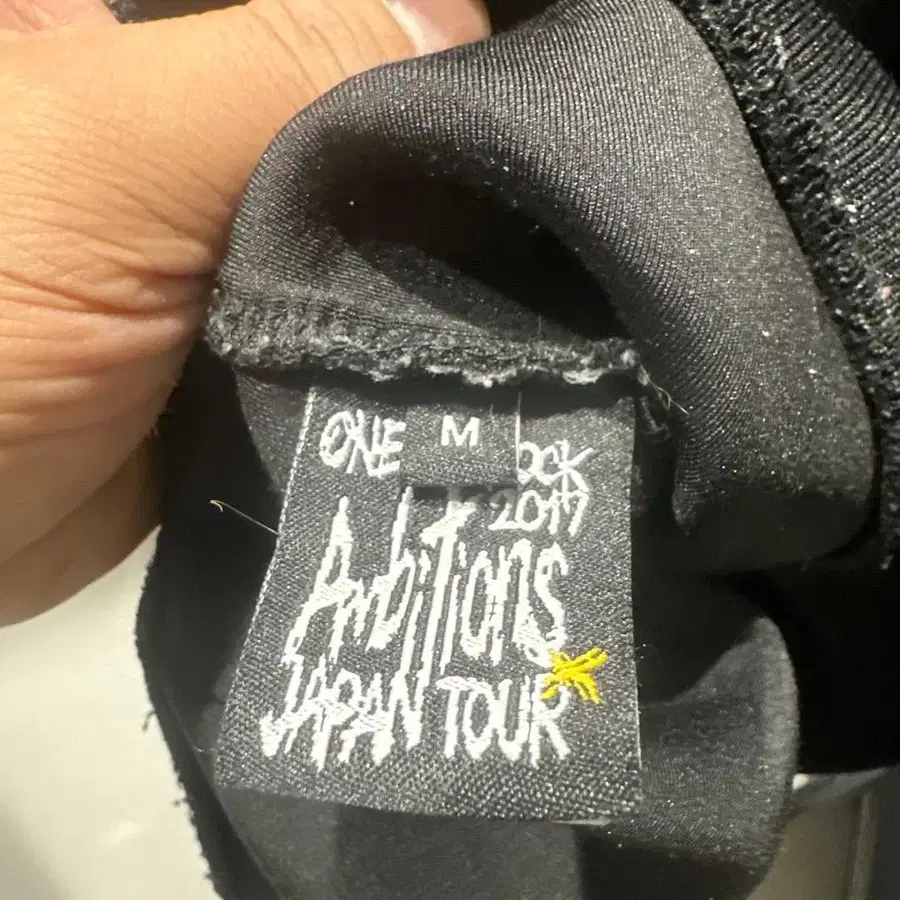 ONE
M
OCK
2017
Ambitions
JAPAN TOUR